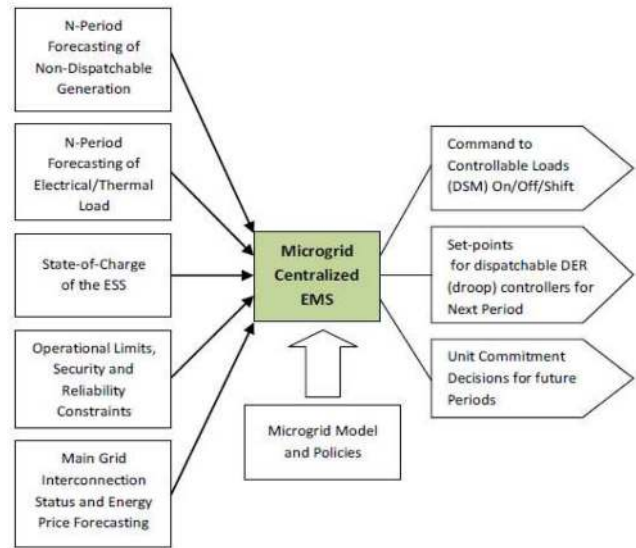 N-Period
Forecasting of
Non-Dispatchable
Generation
N-Period
Forecasting of
Electrical/Thermal
Load
State-of-Charge
of the ESS
Operational Limits,
Security and
Reliability
Constraints
Main Grid
Interconnection
Status and Energy
Price Forecasting
Microgrid
Centralized
EMS
Microgrid Model
and Policies
Command to
Controllable Loads
(DSM) On/Off/Shift
Set-points
for dispatchable DER
(droop) controllers for
Next Period
Unit Commitment
Decisions for future
Periods